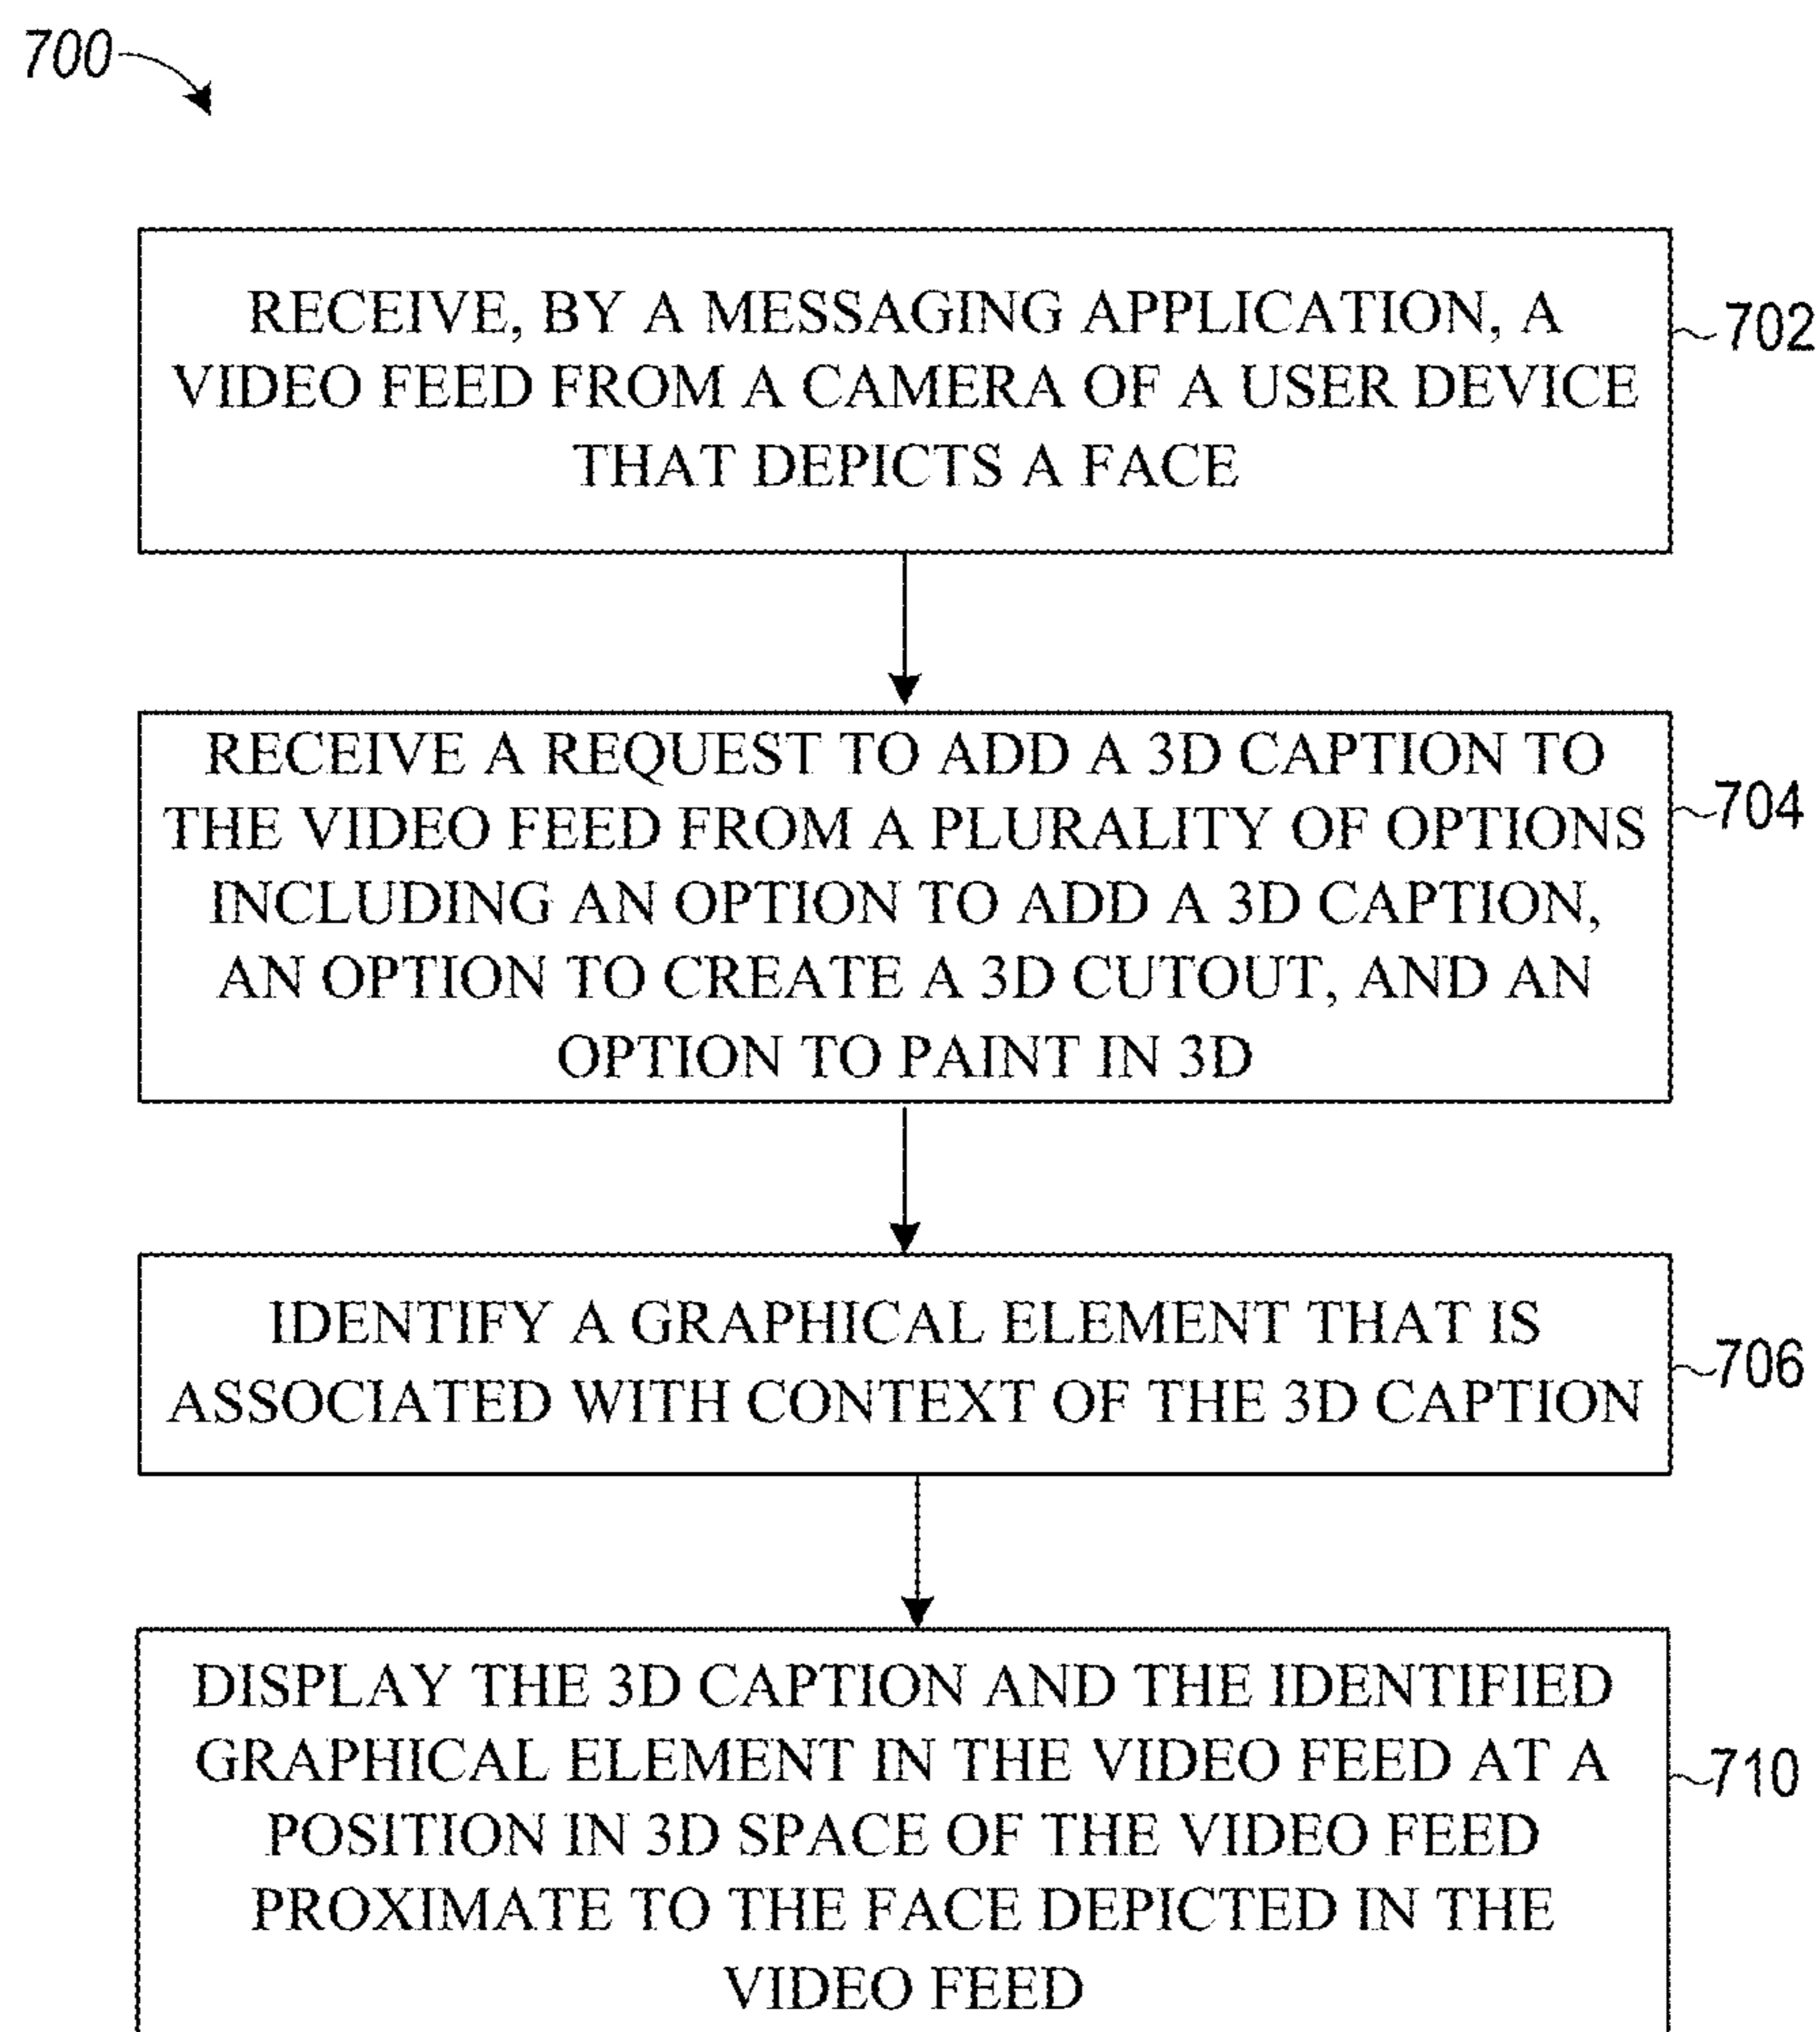 700
RECEIVE, BY A MESSAGING APPLICATION, A
VIDEO FEED FROM A CAMERA OF A USER DEVICE
THAT DEPICTS A FACE
702
RECEIVE A REQUEST TO ADD A 3D CAPTION TO
THE VIDEO FEED FROM A PLURALITY OF OPTIONS
INCLUDING AN OPTION TO ADD A 3D CAPTION,
AN OPTION TO CREATE A 3D CUTOUT, AND AN
OPTION TO PAINT IN 3D
704
IDENTIFY A GRAPHICAL ELEMENT THAT IS
ASSOCIATED WITH CONTEXT OF THE 3D CAPTION
706
DISPLAY THE 3D CAPTION AND THE IDENTIFIED
GRAPHICAL ELEMENT IN THE VIDEO FEED AT A
POSITION IN 3D SPACE OF THE VIDEO FEED
PROXIMATE TO THE FACE DEPICTED IN THE
VIDEO FEED
710